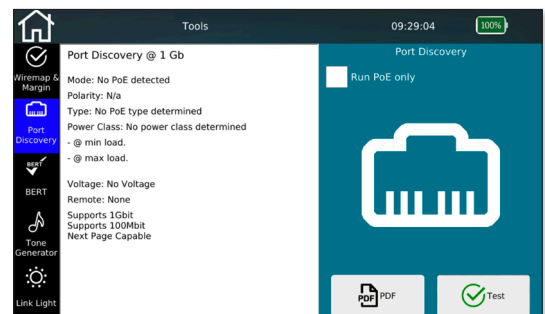 Tools
09:29:04
100%
Wiremap &
Margin
Port
Discovery
BERT
BERT
Tone
Generator
Link Light
Port Discovery @ 1 Gb
Mode: No PoE detected
Polarity: N/a
Type: No PoE type determined
Power Class: No power class determined
- @ min load.
- @ max load.
Voltage: No Voltage
Remote: None
Supports 1Gbit
Supports 100Mbit
Next Page Capable
Port Discovery
Run PoE only
PDF
PDF
Test